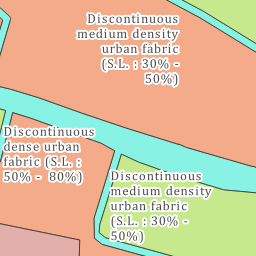 Discontinuous
medium density
urban fabric
(S.L. : 30% -
50%)
Discontinuous
dense urban
fabric (S.L. :
50% - 80%)
Discontinuous
medium density
urban fabric
(S.L. : 30% -
50%)